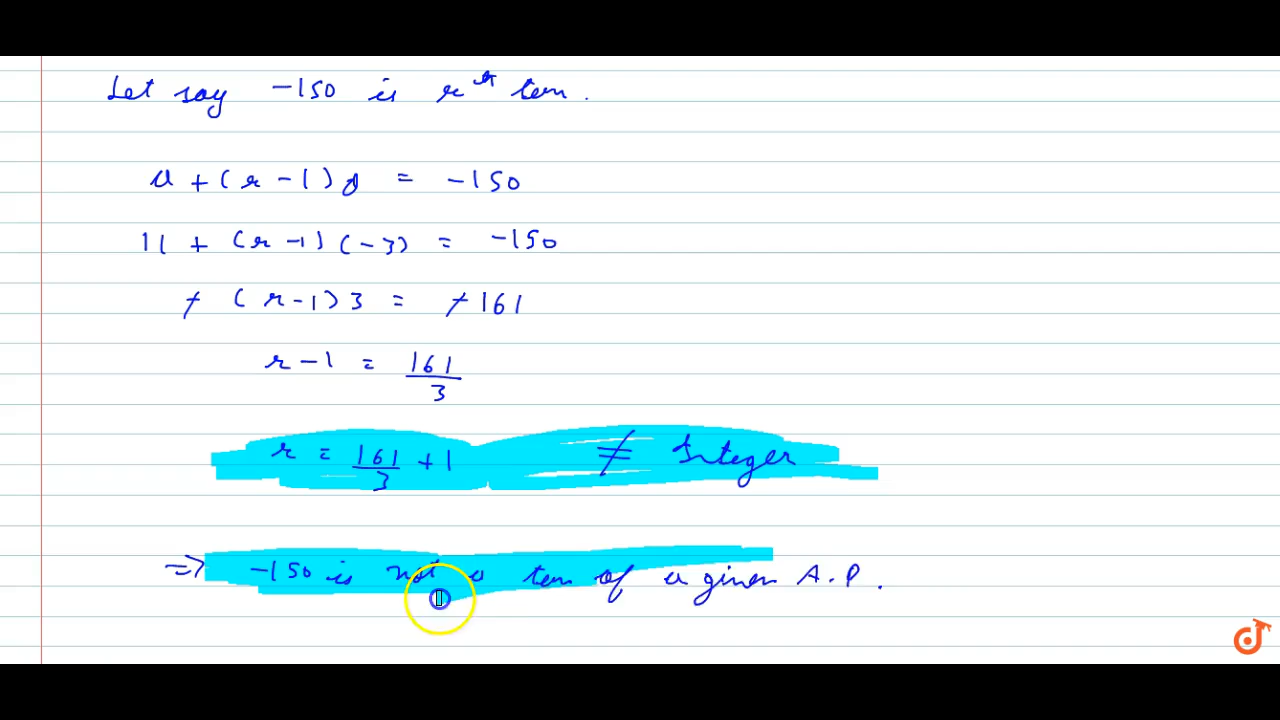 Let say -150 is r th term.
a + (r - 1) d = -150
11 + (r - 1) (-3) = -150
- (r - 1) 3 = - 161
r - 1 = 161/3
r = 161/3 + 1 ≠ Integer
=> -150 is not a term of a given A.P.